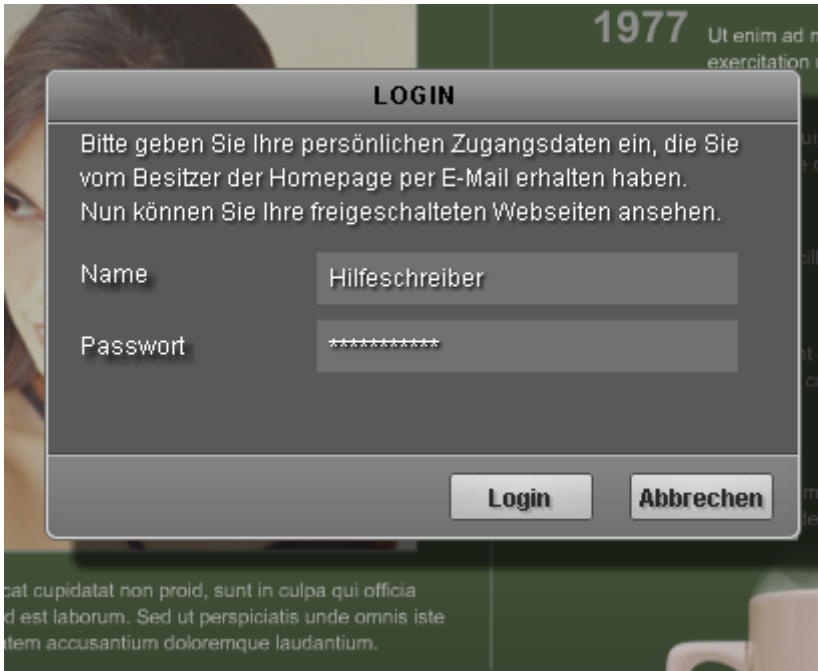 1977
Ut enim ad
exercitation
LOGIN
Bitte geben Sie Ihre persönlichen Zugangsdaten ein, die Sie
vom Besitzer der Homepage per E-Mail erhalten haben.
Nun können Sie Ihre freigeschalteten Webseiten ansehen.
Name
Hilfeschreiber
Passwort
***********
Login
Abbrechen
cupidatat non proid, sunt in culpa qui officia
est laborum. Sed ut perspiciatis unde omnis iste
accusantium doloremque laudantium.